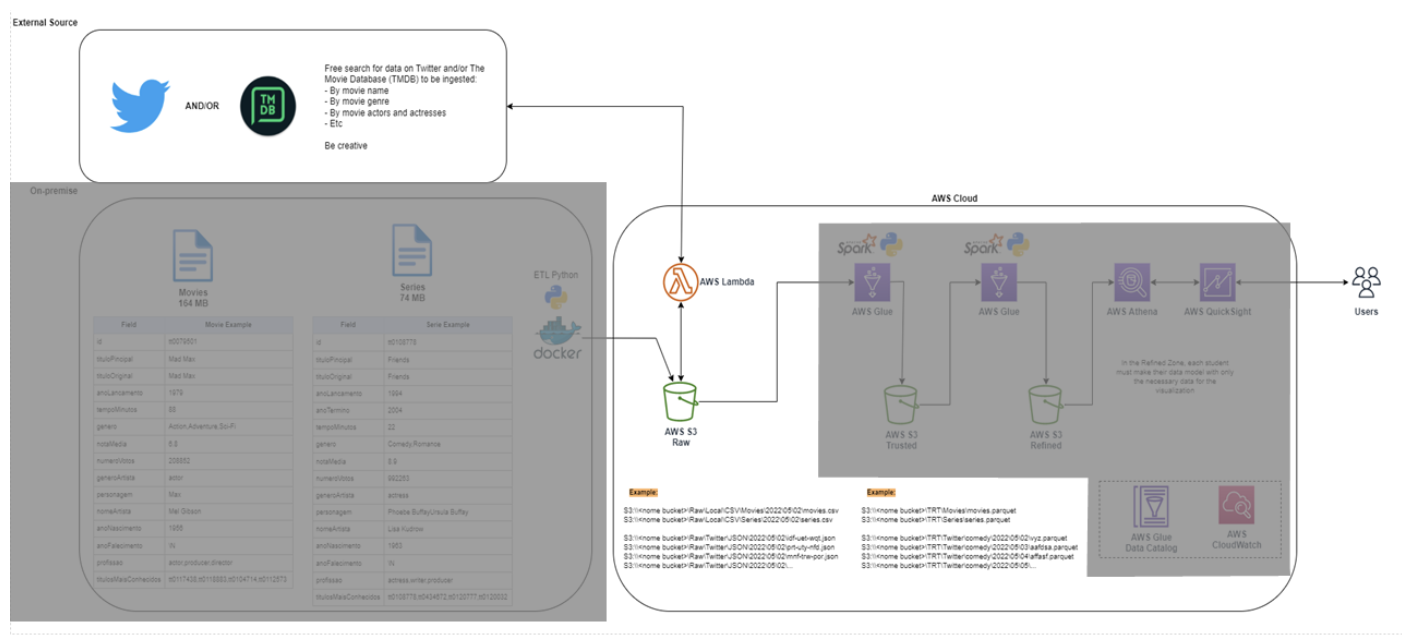 External Source
AND/OR
TM
DB
Free search for data on Twitter and/or The
Movie Database (TMDB) to be ingested:
- By movie name
- By movie genre
- By movie actors and actresses
- Etc
Be creative
On-premise
Movies
164 MB
Series
74 MB
Field Movie Example
id tt0079501
tituloPrincipal Mad Max
tituloOriginal Mad Max
anoLancamento 1979
tempoMinutos 88
genero Action,Adventure,Sci-Fi
notaMedia 6.8
numeroVotos
generoArtista actor
personagem Max
nomeArtista Mel Gibson
anoNascimento 1956
anoFalecimento \N
profissao actor,producer,director
titulosMaisConhecidos
Field Serie Example
id tt0108778
tituloPrincipal Friends
tituloOriginal Friends
anoLancamento 1994
anoTermino 2004
tempoMinutos 22
genero Comedy,Romance
notaMedia 8.9
numeroVotos
generoArtista actress
personagem Phoebe Buffay,Ursula Buffay
nomeArtista Lisa Kudrow
anoNascimento 1963
anoFalecimento \N
profissao actress,writer,producer
titulosMaisConhecidos
ETL Python
docker
AWS Cloud
AWS Lambda
AWS S3
Raw
Spark
AWS Glue
Spark
AWS Glue
AWS Athena
AWS QuickSight
Users
In the Refined Zone, each student
must make their data model with only
the necessary data for the
visualization
AWS S3
Trusted
AWS S3
Refined
Example:
S3:\\<nome bucket>\Raw\Local\CSV\Movies\2022\05\02\movies.csv
S3:\\<nome bucket>\Raw\Local\CSV\Series\2022\05\02\series.csv
S3:\\<nome bucket>\Raw\Twitter\JSON\2022\05\02\idf-uet-wqt.json
S3:\\<nome bucket>\Raw\Twitter\JSON\2022\05\02\prt-uty-nfd.json
S3:\\<nome bucket>\Raw\Twitter\JSON\2022\05\02\mnf-trw-por.json
S3:\\<nome bucket>\Raw\Twitter\JSON\2022\05\02\...
Example:
S3:\\<nome bucket>\TRT\Movies\movies.parquet
S3:\\<nome bucket>\TRT\Series\series.parquet
S3:\\<nome bucket>\TRT\Twitter\comedy\2022\05\02\vyz.parquet
S3:\\<nome bucket>\TRT\Twitter\comedy\2022\05\03\aafdsa.parquet
S3:\\<nome bucket>\TRT\Twitter\comedy\2022\05\04\affasf.parquet
S3:\\<nome bucket>\TRT\Twitter\comedy\2022\05\05\...
AWS Glue
Data Catalog
AWS
CloudWatch